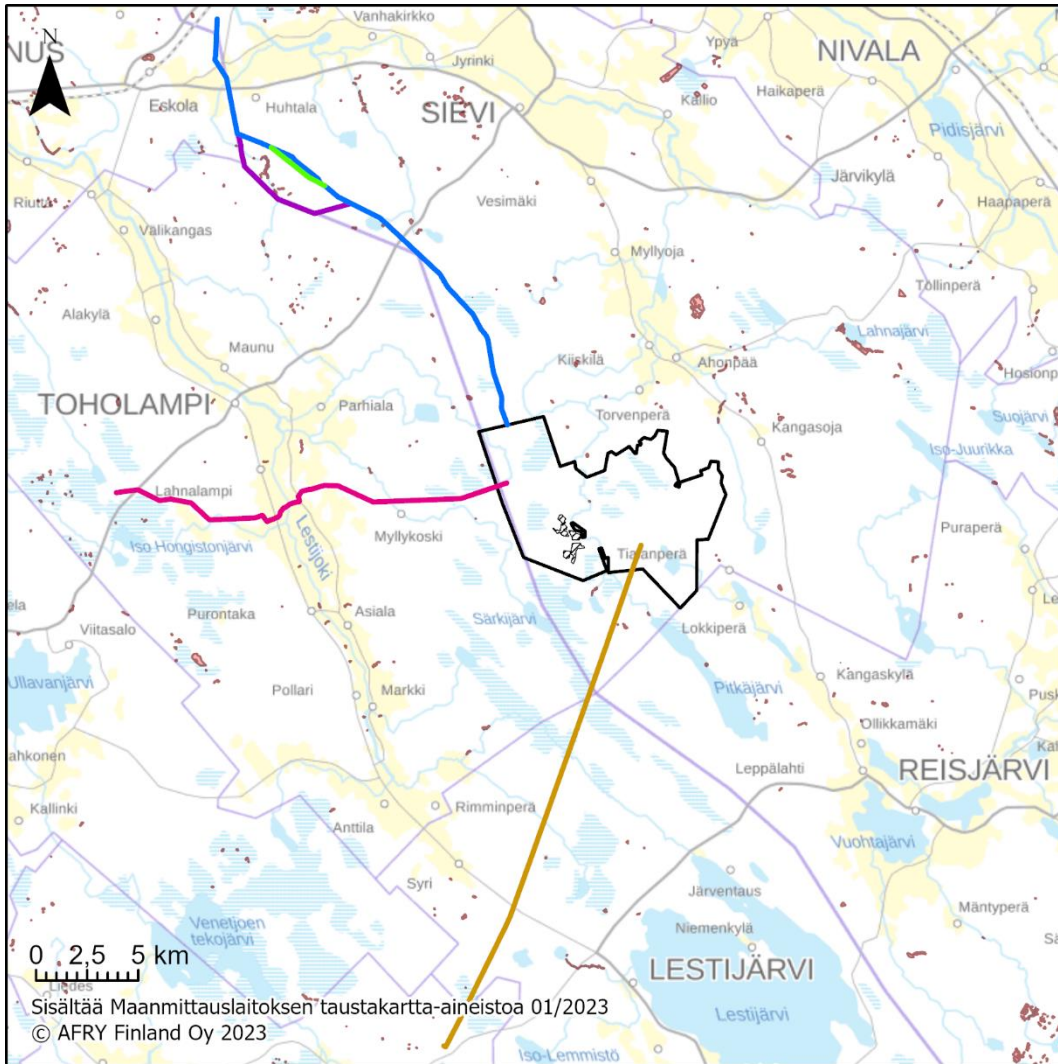 Vanhakirkko
N
NUS
Ypyä
NIVALA
Jyrinki
Haikaperä
Eskola
Huhtala
SIEVI
Kallio
Pidisjärvi
Järvikylä
Riutta
Vesimäki
Haapaperä
Välikangas
Myllyoja
Töllinperä
Alakylä
Lahnajärvi
Maunu
Kiiskilä
Ahonpää
TOHOLAMPI
Parhiala
Torvenperä
Suojärvi
Kangasoja
Iso-Juurikka
Lahnalampi
Puraperä
Iso Hongistonjärvi
Lestijoki
Myllykoski
Purontaka
Asiala
Särkijärvi
Lokkiperä
Viitasalo
Ullavanjärvi
Pollari
Markki
Pitkäjärvi
Kangaskylä
Ollikkamäki
Leppälahti
REISJÄRVI
Kallinki
Rimminperä
Anttila
Vuohtajärvi
Syri
Järventaus
Mäntyperä
Venetjoen
tekojärvi
Niemenkylä
0 2,5 5 km
LESTIJÄRVI
Sisältää Maanmittauslaitoksen taustakartta-aineistoa 01/2023
Lestijärvi
© AFRY Finland Oy 2023
Iso-Lemmistö